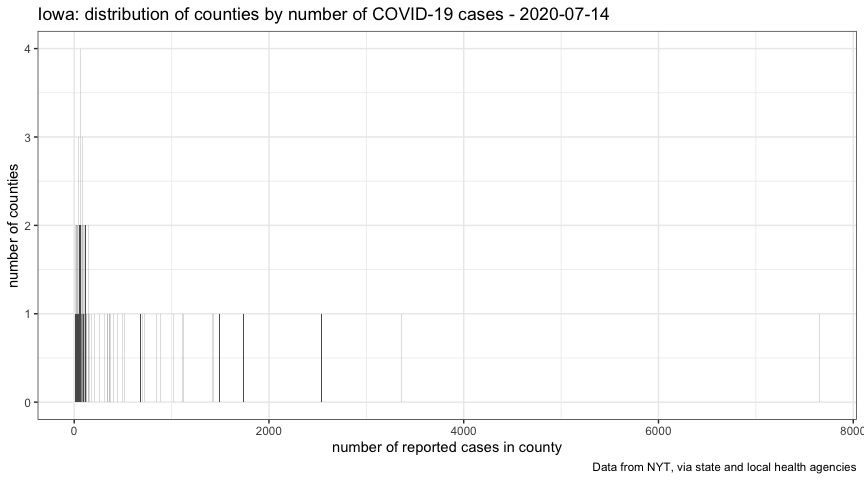 Iowa: distribution of counties by number of COVID-19 cases - 2020-07-14
4
3
2
1
0
number of counties
0 2000 4000 6000 8000
number of reported cases in county
Data from NYT, via state and local health agencies